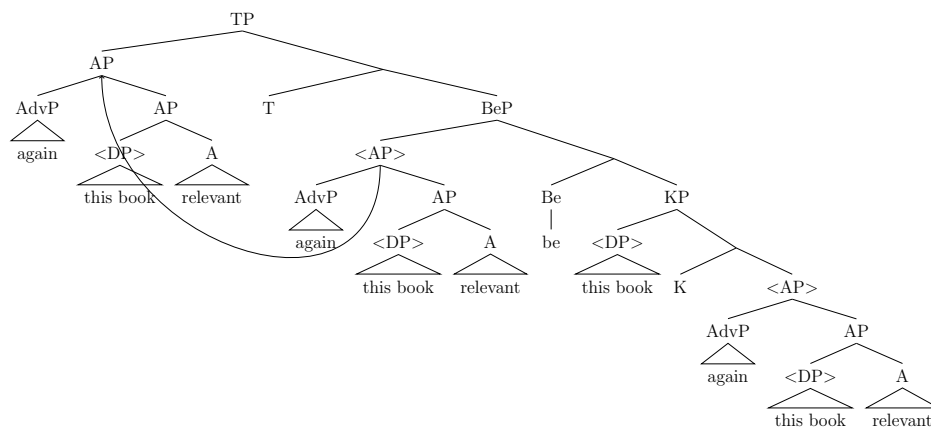 TP
AP
AdvP AP T BeP
again <DP> A <AP>
this book relevant AdvP AP Be KP
again <DP> A be <DP>
this book relevant this book K <AP>
AdvP AP
again <DP> A
this book relevant